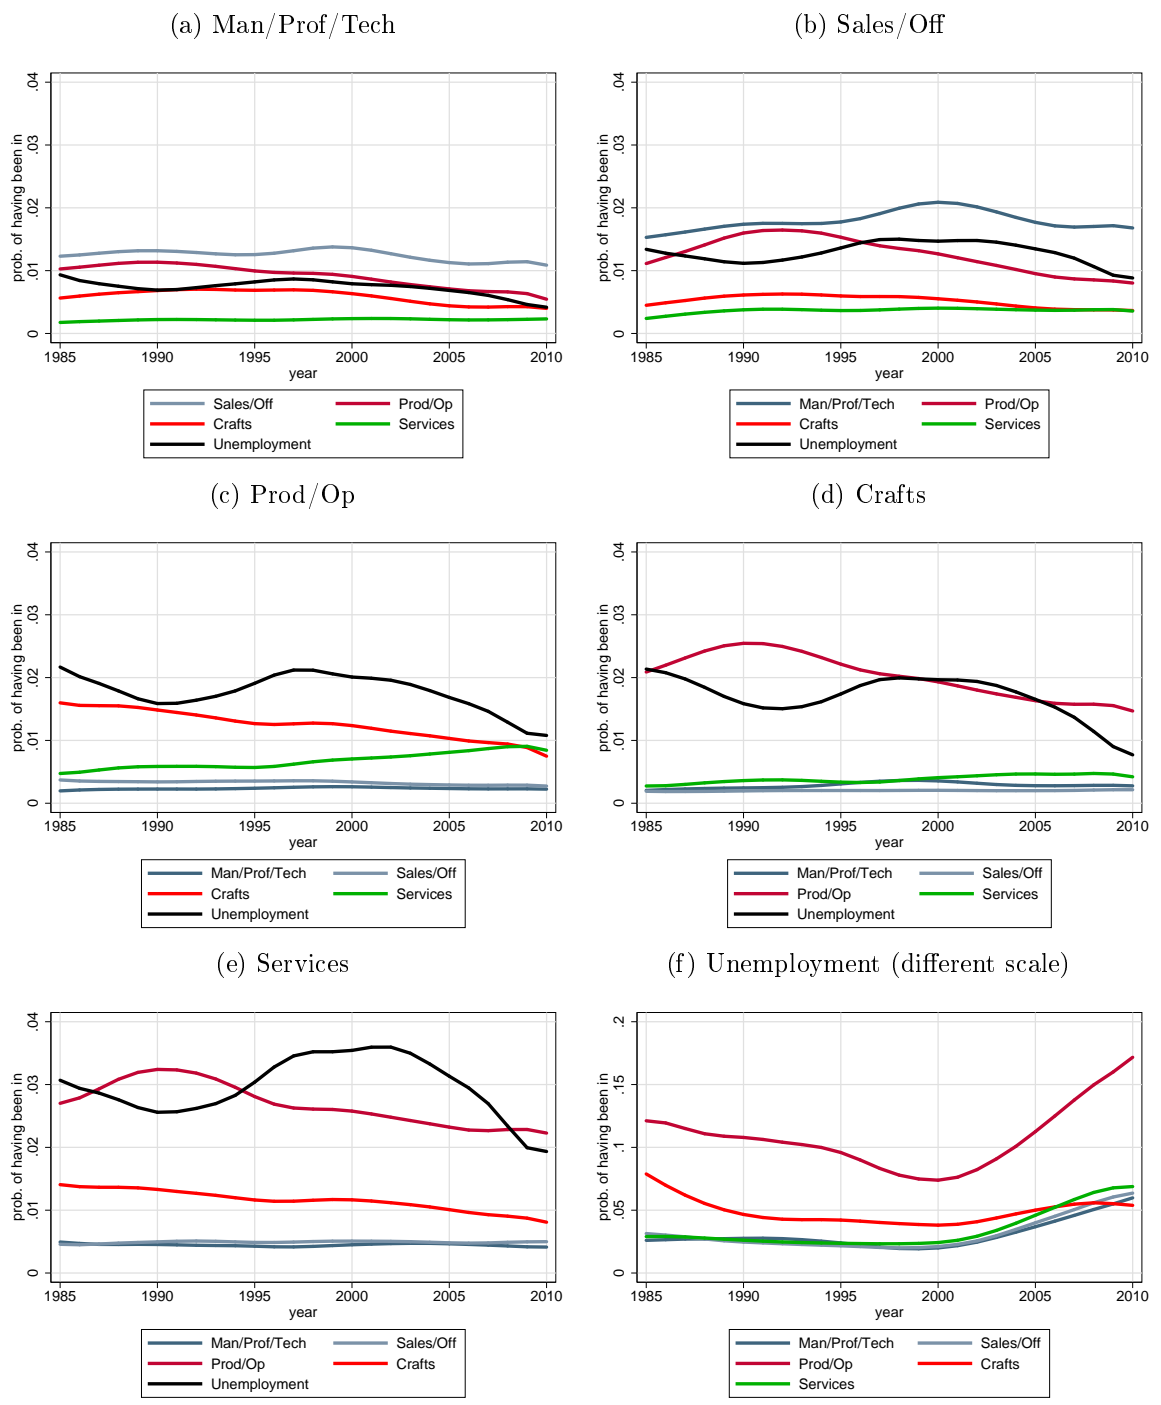 (a) Man/Prof/Tech
prob. of having been in
0 .01 .02 .03 .04
1985 1990 1995 2000 2005 2010
year
Sales/Off Prod/Op
Crafts Services
Unemployment
(b) Sales/Off
prob. of having been in
0 .01 .02 .03 .04
1985 1990 1995 2000 2005 2010
year
Man/Prof/Tech Prod/Op
Crafts Services
Unemployment
(c) Prod/Op
prob. of having been in
0 .01 .02 .03 .04
1985 1990 1995 2000 2005 2010
year
Man/Prof/Tech Sales/Off
Crafts Services
Unemployment
(d) Crafts
prob. of having been in
0 .01 .02 .03 .04
1985 1990 1995 2000 2005 2010
year
Man/Prof/Tech Sales/Off
Prod/Op Services
Unemployment
(e) Services
prob. of having been in
0 .01 .02 .03 .04
1985 1990 1995 2000 2005 2010
year
Man/Prof/Tech Sales/Off
Prod/Op Crafts
Unemployment
(f) Unemployment (different scale)
prob. of having been in
0 .05 .1 .15 .2
1985 1990 1995 2000 2005 2010
year
Man/Prof/Tech Sales/Off
Prod/Op Crafts
Services